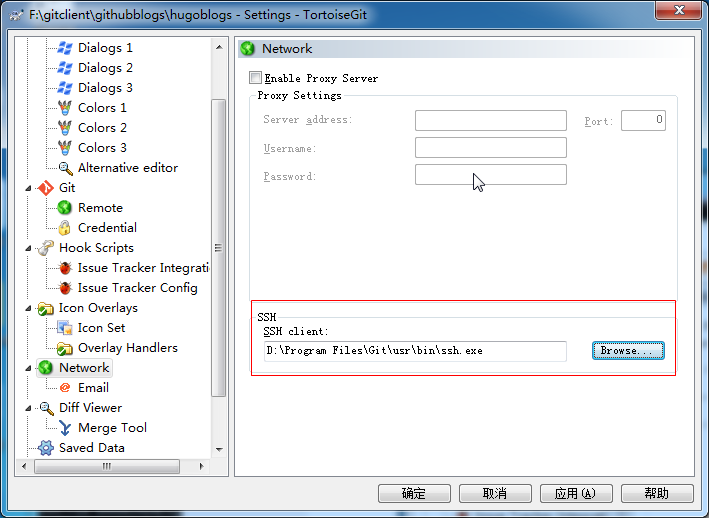 F:\gitclient\githubblogs\hugoblogs - Settings - TortoiseGit
Dialogs 1
Dialogs 2
Dialogs 3
Colors 1
Colors 2
Colors 3
Alternative editor
Git
Remote
Credential
Hook Scripts
Issue Tracker Integratio
Issue Tracker Config
Icon Overlays
Icon Set
Overlay Handlers
Network
Email
Diff Viewer
Merge Tool
Saved Data
Network
Enable Proxy Server
Proxy Settings
Server address:
Port:
0
Username:
Password:
SSH
SSH client:
D:\Program Files\Git\usr\bin\ssh.exe
Browse...
确定
取消
应用(A)
帮助